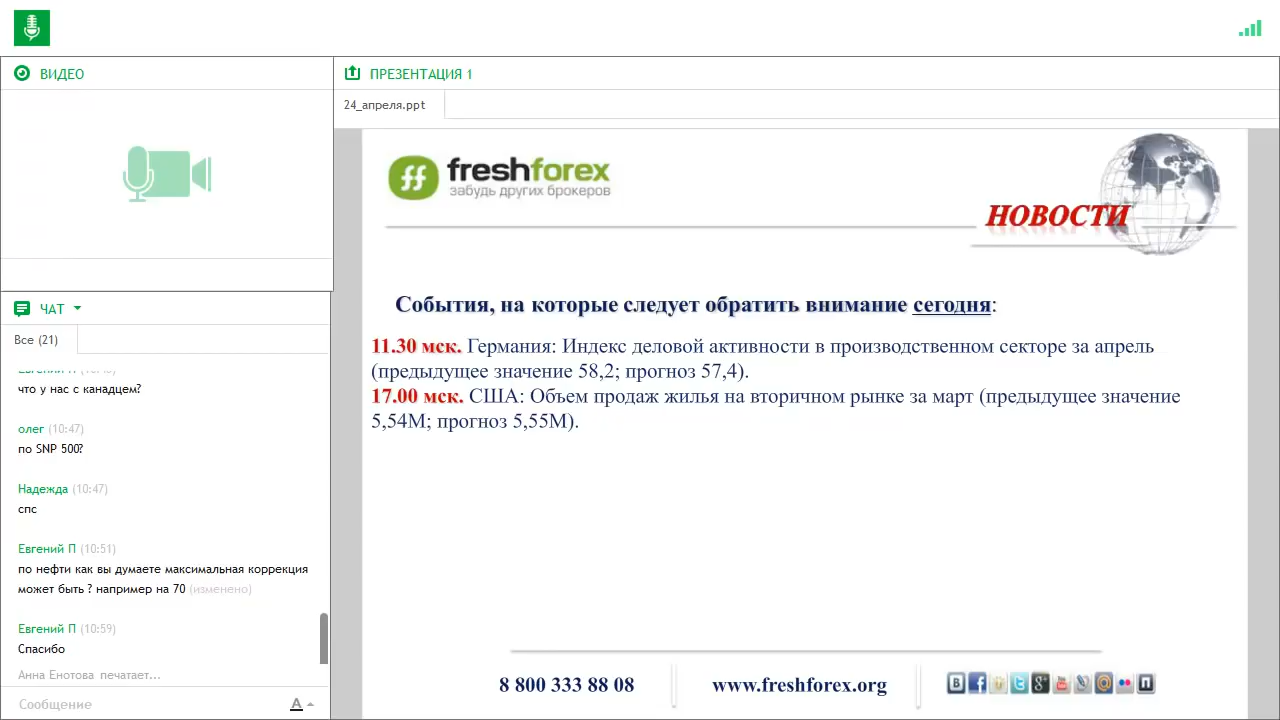 ВИДЕО
ПРЕЗЕНТАЦИЯ 1
24_апреля.ppt
freshforex
забудь других брокеров
НОВОСТИ
События, на которые следует обратить внимание сегодня:
11.30 мск. Германия: Индекс деловой активности в производственном секторе за апрель
(предыдущее значение 58,2; прогноз 57,4).
17.00 мск. США: Объем продаж жилья на вторичном рынке за март (предыдущее значение
5,54М; прогноз 5,55М).
8 800 333 88 08
www.freshforex.org
ЧАТ
Все (21)
что у нас с канадцем?
олег (10:47)
по SNP 500?
Надежда (10:47)
спс
Евгений П (10:51)
по нефти как вы думаете максимальная коррекция
может быть ? например на 70 (изменено)
Евгений П (10:59)
Спасибо
Анна Енотова печатает...
Сообщение
A